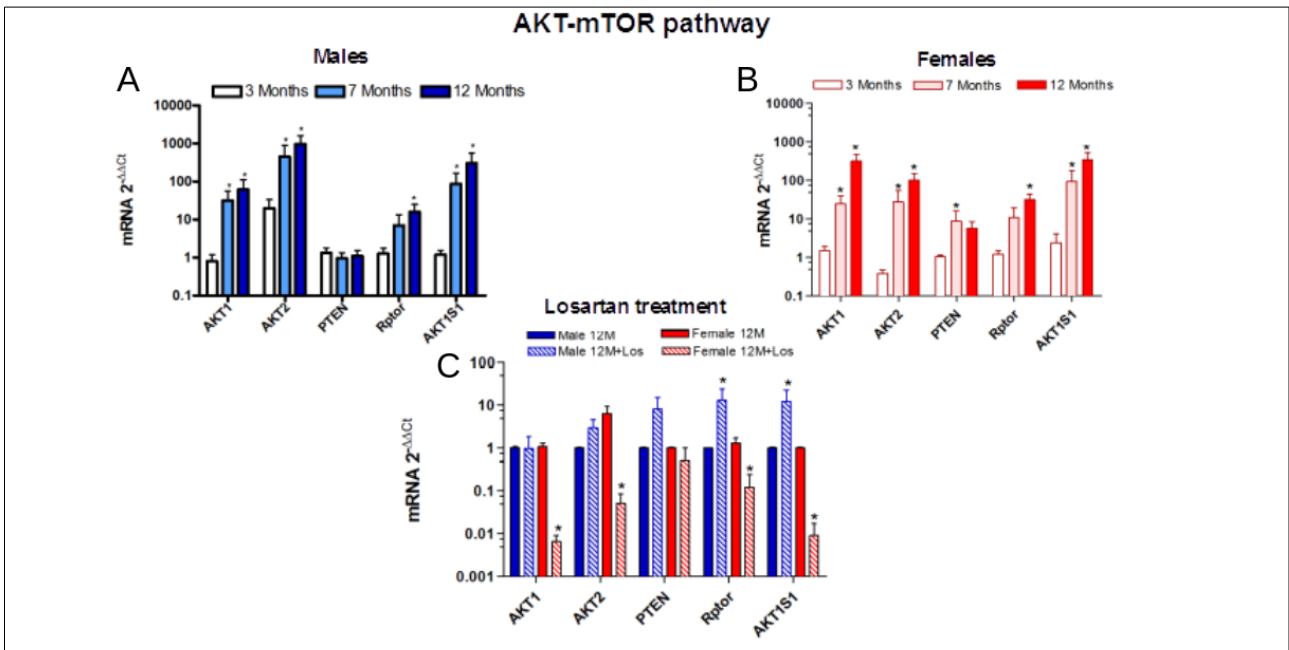 AKT-mTOR pathway
Males
A
3 Months 7 Months 12 Months
10000
1000
100
10
1
0.1
mRNA 2^-ΔΔCt
* * * * * * *
AKT1 AKT2 PTEN Rptor AKT1S1
Females
B
3 Months 7 Months 12 Months
10000
1000
100
10
1
0.1
mRNA 2^-ΔΔCt
* * * * * * * *
AKT1 AKT2 PTEN Rptor AKT1S1
Losartan treatment
C
Male 12M Female 12M
Male 12M+Los Female 12M+Los
100
10
1
0.1
0.01
0.001
mRNA 2^-ΔΔCt
* * * * * *
AKT1 AKT2 PTEN Rptor AKT1S1